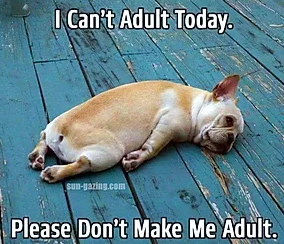 I Can't Adult Today.
sun-gazing.com
Please Don't Make Me Adult.